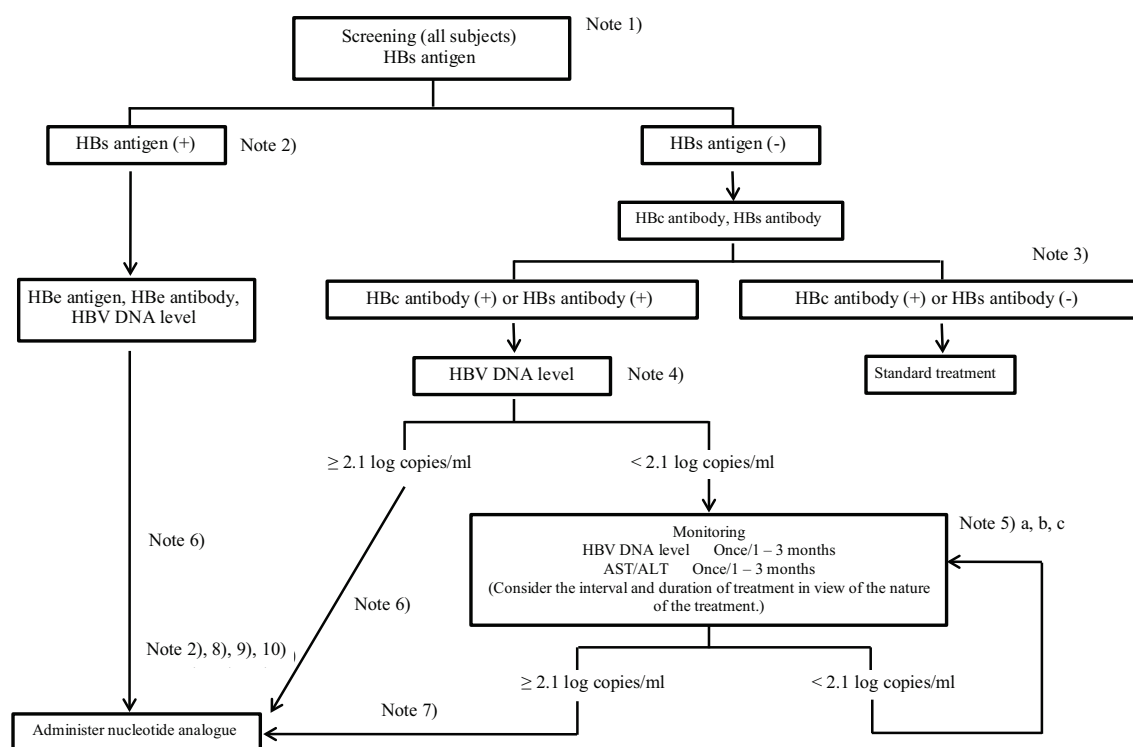 Note 1)
Screening (all subjects)
HBs antigen
HBs antigen (+)
Note 2)
HBs antigen (-)
HBc antibody, HBs antibody
Note 3)
HBe antigen, HBe antibody,
HBV DNA level
HBc antibody (+) or HBs antibody (+)
HBc antibody (+) or HBs antibody (-)
HBV DNA level
Note 4)
Standard treatment
≥ 2.1 log copies/ml
< 2.1 log copies/ml
Note 5) a, b, c
Monitoring
HBV DNA level Once/1 – 3 months
AST/ALT Once/1 – 3 months
(Consider the interval and duration of treatment in view of the nature
of the treatment.)
Note 6)
Note 6)
Note 2), 8), 9), 10)
≥ 2.1 log copies/ml
< 2.1 log copies/ml
Note 7)
Administer nucleotide analogue